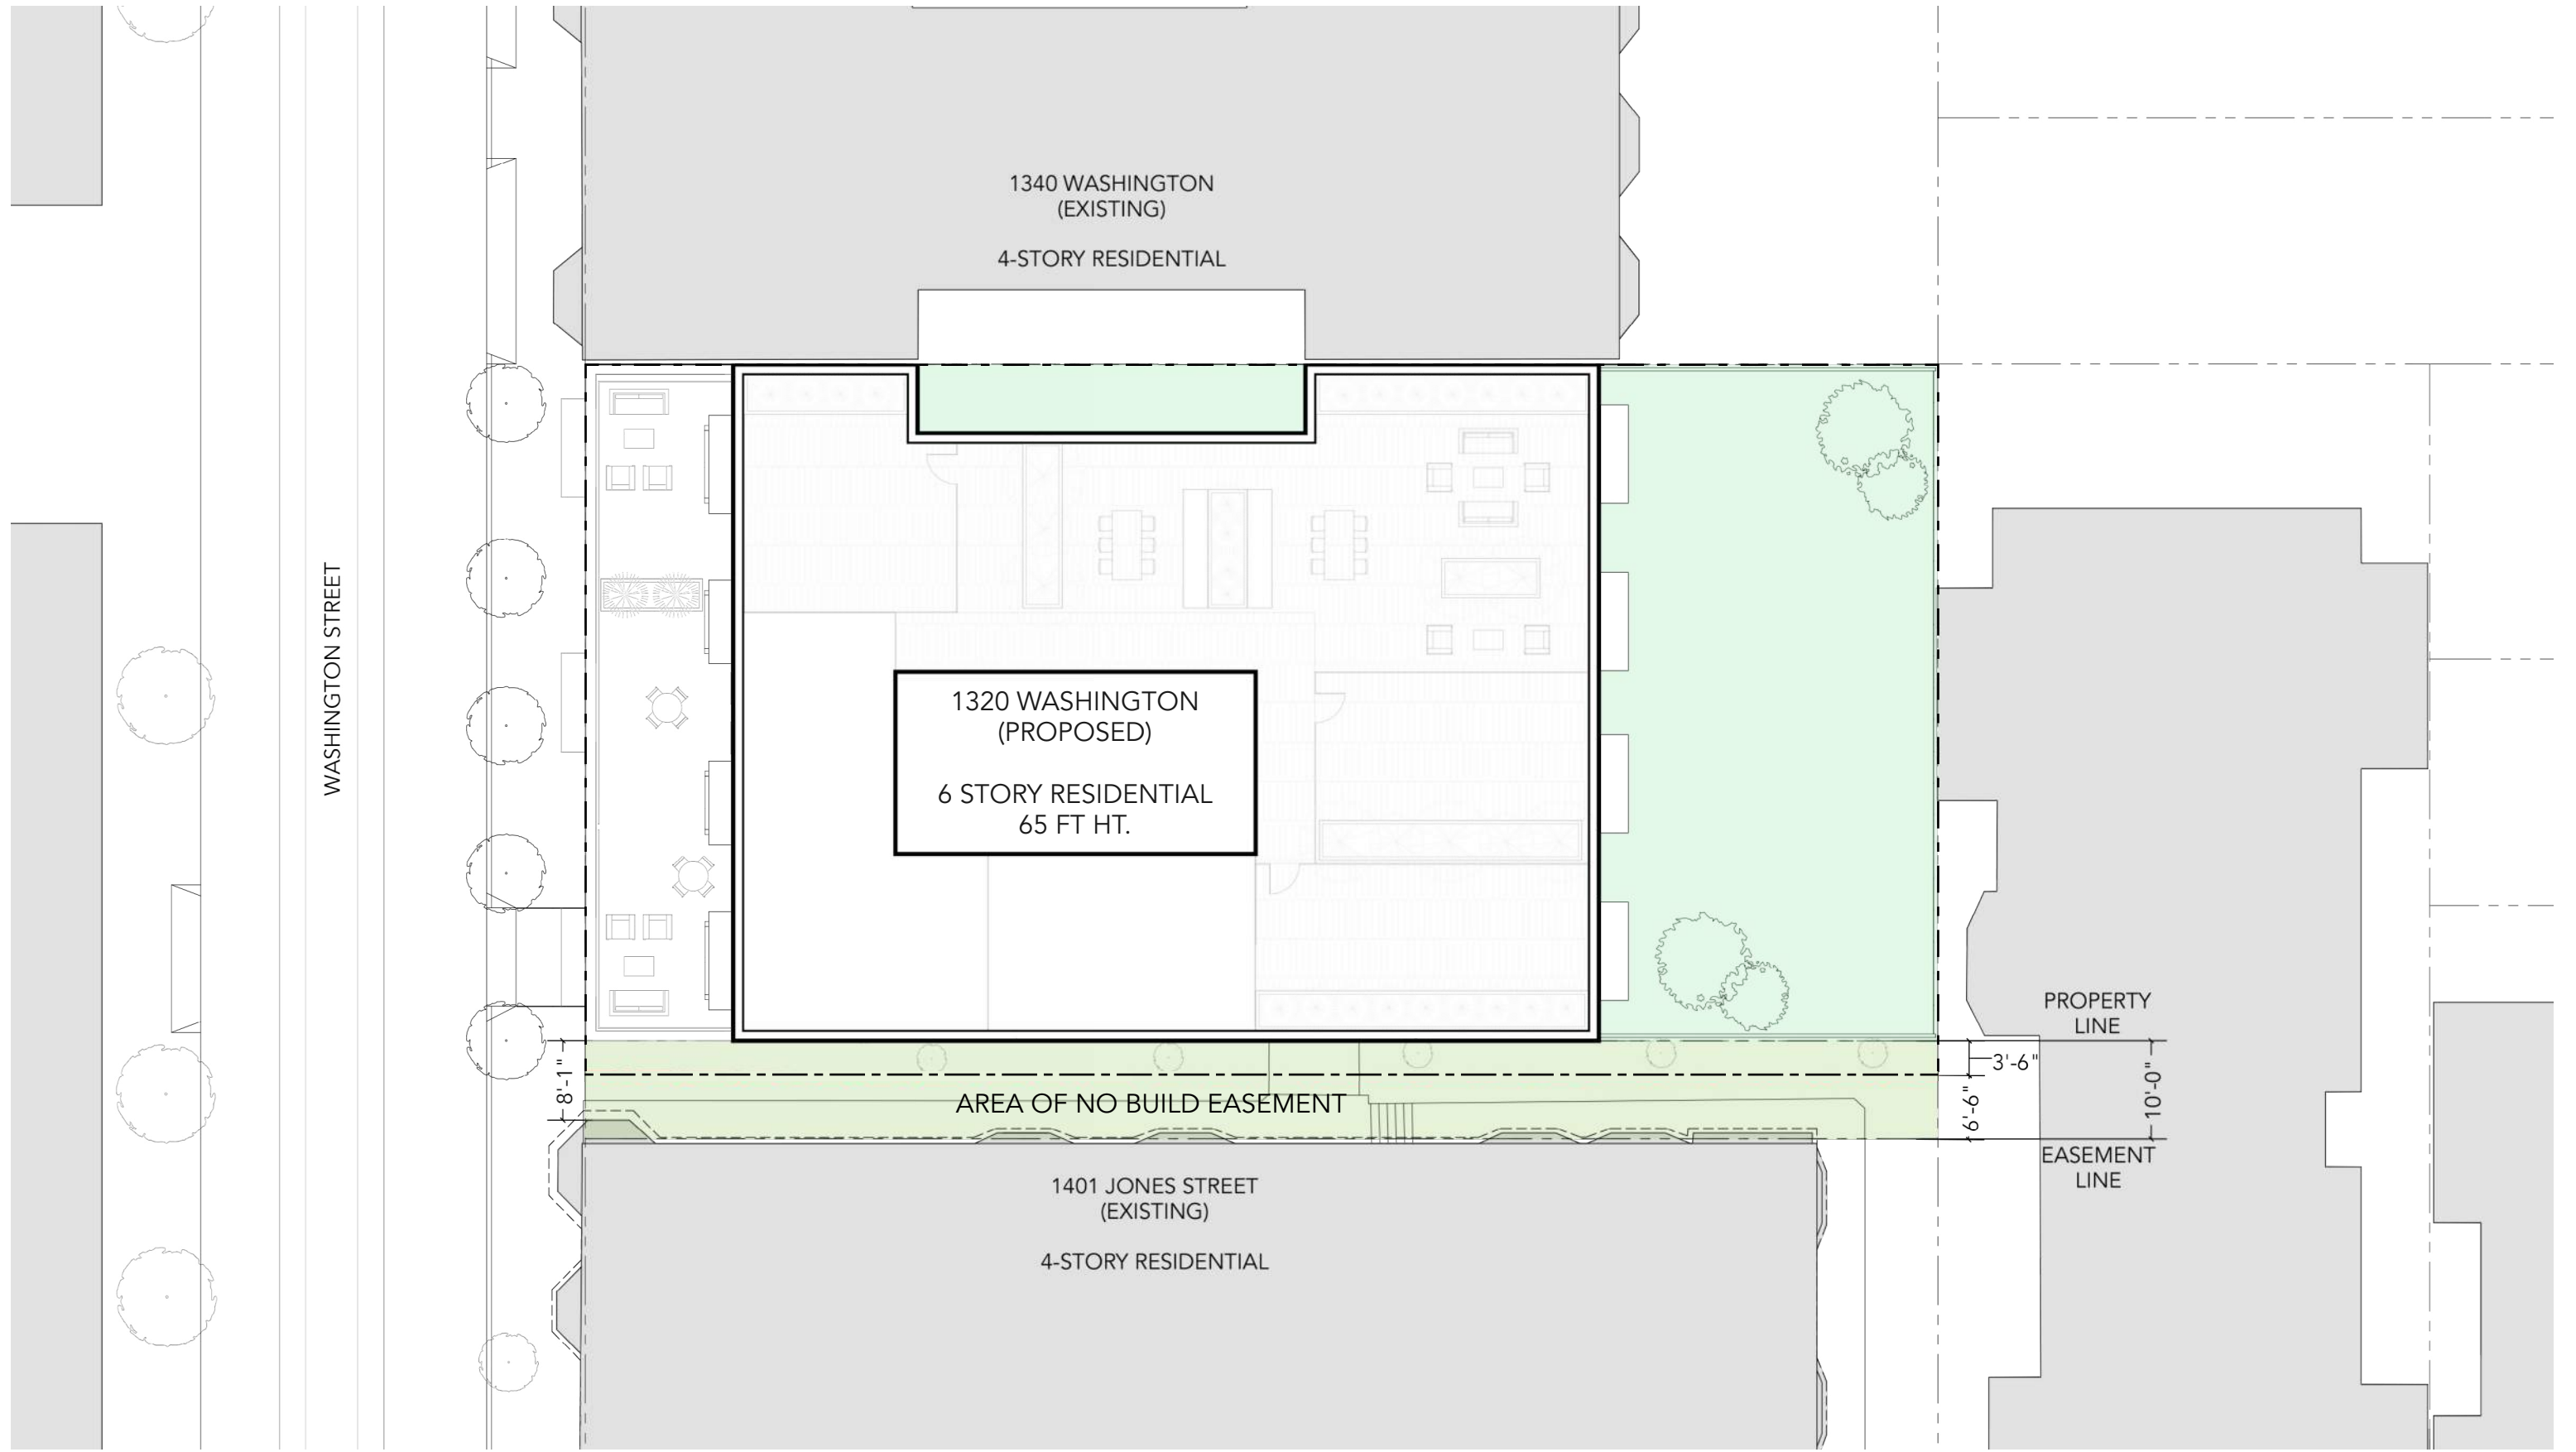 1340 WASHINGTON
(EXISTING)
4-STORY RESIDENTIAL
WASHINGTON STREET
1320 WASHINGTON
(PROPOSED)
6 STORY RESIDENTIAL
65 FT HT.
PROPERTY
LINE
8'-1"
3'-6"
6'-6"
10'-0"
AREA OF NO BUILD EASEMENT
EASEMENT
LINE
1401 JONES STREET
(EXISTING)
4-STORY RESIDENTIAL